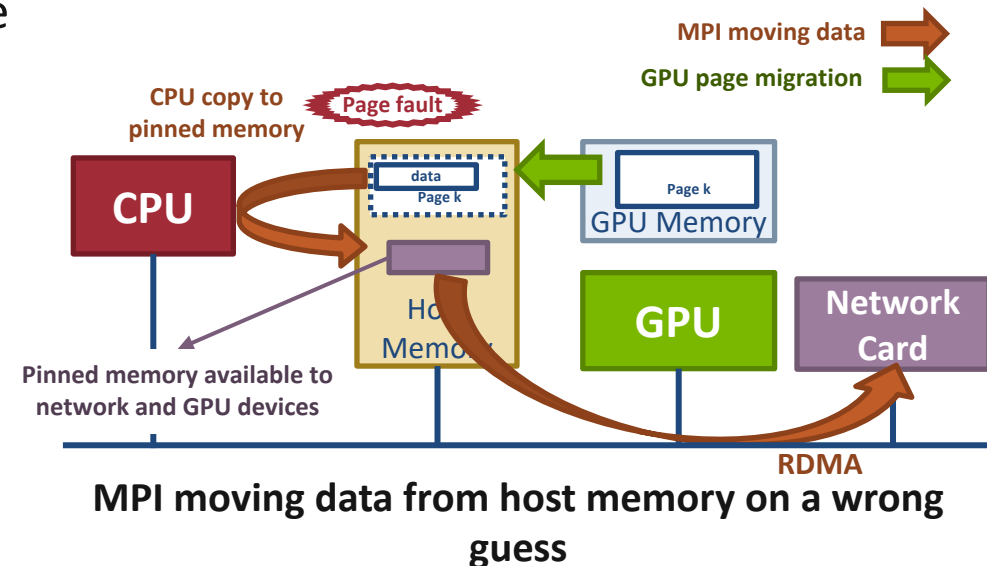 e
MPI moving data
GPU page migration
CPU copy to
pinned memory
Page fault
data
Page k
Page k
GPU Memory
CPU
Ho
Memory
GPU
Network
Card
Pinned memory available to
network and GPU devices
RDMA
MPI moving data from host memory on a wrong
guess